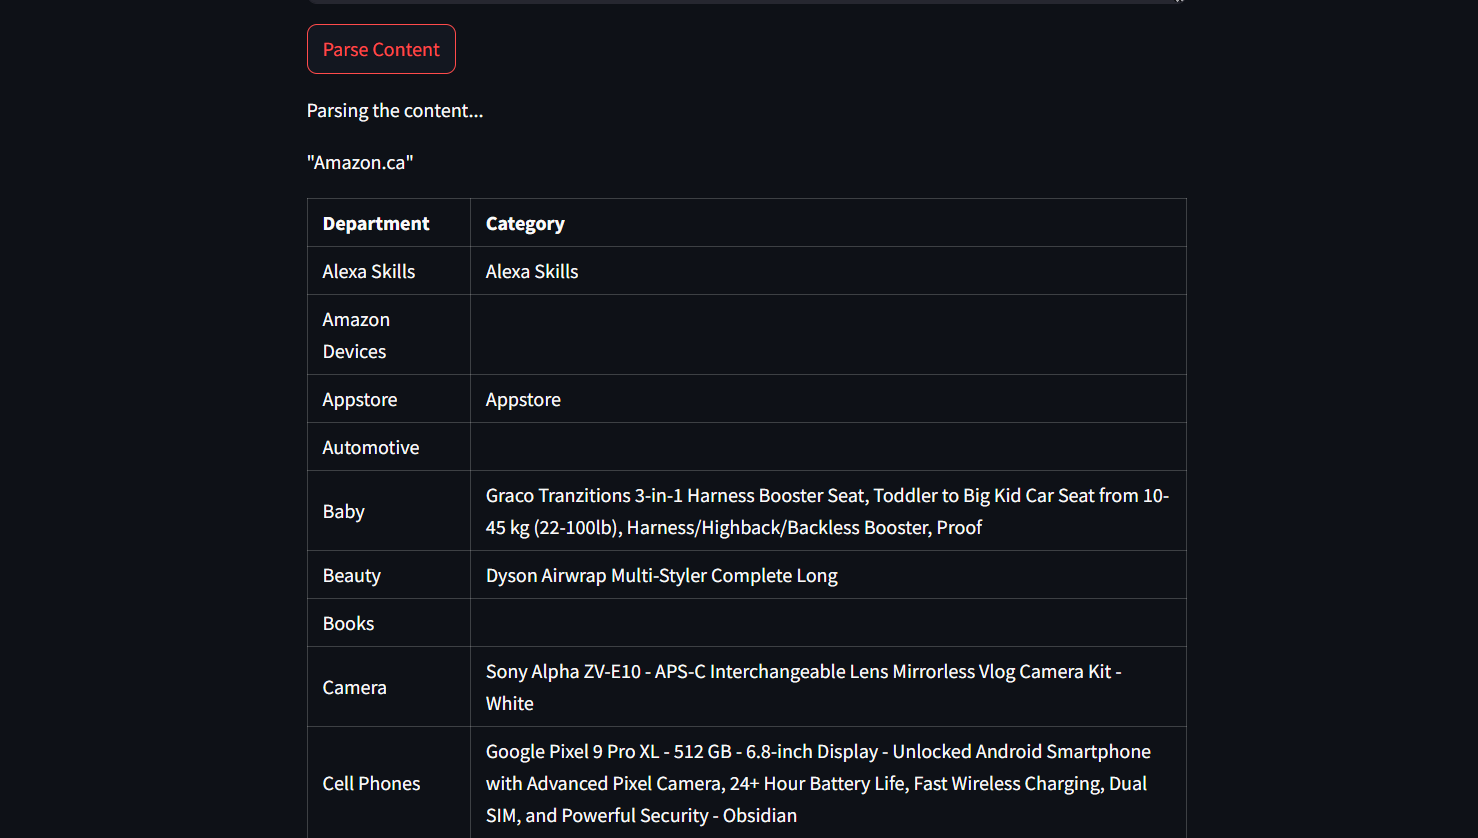 Parse Content
Parsing the content...
"Amazon.ca"
Department Category
Alexa Skills Alexa Skills
Amazon
Devices
Appstore Appstore
Automotive
Baby Graco Tranzitions 3-in-1 Harness Booster Seat, Toddler to Big Kid Car Seat from 10-
45 kg (22-100lb), Harness/Highback/Backless Booster, Proof
Beauty Dyson Airwrap Multi-Styler Complete Long
Books
Camera Sony Alpha ZV-E10 - APS-C Interchangeable Lens Mirrorless Vlog Camera Kit -
White
Cell Phones Google Pixel 9 Pro XL - 512 GB - 6.8-inch Display - Unlocked Android Smartphone
with Advanced Pixel Camera, 24+ Hour Battery Life, Fast Wireless Charging, Dual
SIM, and Powerful Security - Obsidian